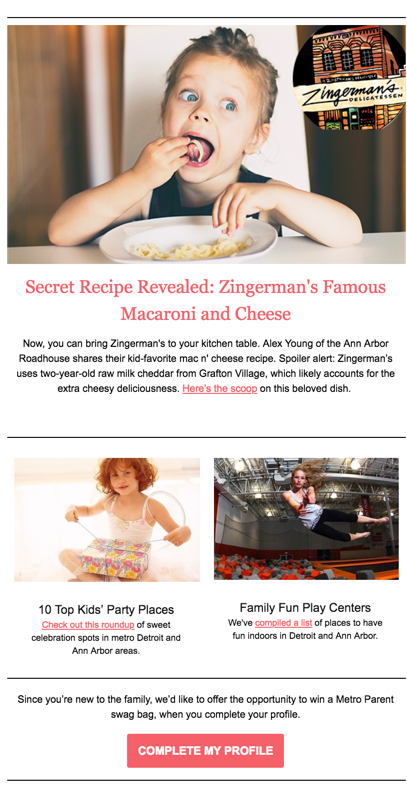 Zingerman's
DELICATESSEN
Secret Recipe Revealed: Zingerman's Famous
Macaroni and Cheese
Now, you can bring Zingerman's to your kitchen table. Alex Young of the Ann Arbor
Roadhouse shares their kid-favorite mac n' cheese recipe. Spoiler alert: Zingerman's
uses two-year-old raw milk cheddar from Grafton Village, which likely accounts for the
extra cheesy deliciousness. Here's the scoop on this beloved dish.
10 Top Kids' Party Places
Check out this roundup of sweet
celebration spots in metro Detroit and
Ann Arbor areas.
Family Fun Play Centers
We've compiled a list of places to have
fun indoors in Detroit and Ann Arbor.
Since you're new to the family, we'd like to offer the opportunity to win a Metro Parent
swag bag, when you complete your profile.
COMPLETE MY PROFILE